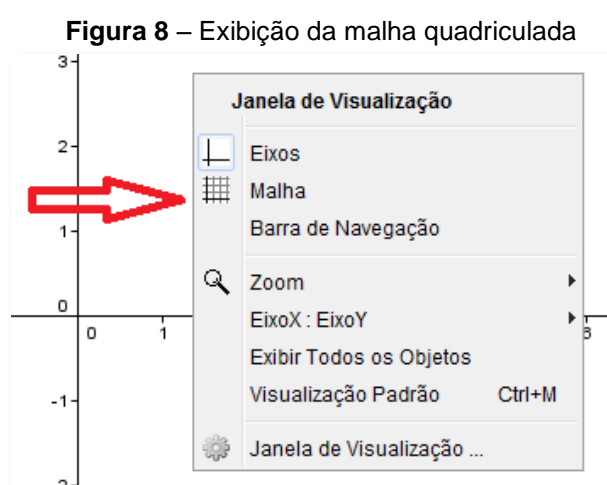 Figura 8 – Exibição da malha quadriculada
3
Janela de Visualização
2
Eixos
Malha
Barra de Navegação
1
Zoom
0
EixoX : EixoY
0
1
Exibir Todos os Objetos
-1
Visualização Padrão Ctrl+M
Janela de Visualização ...